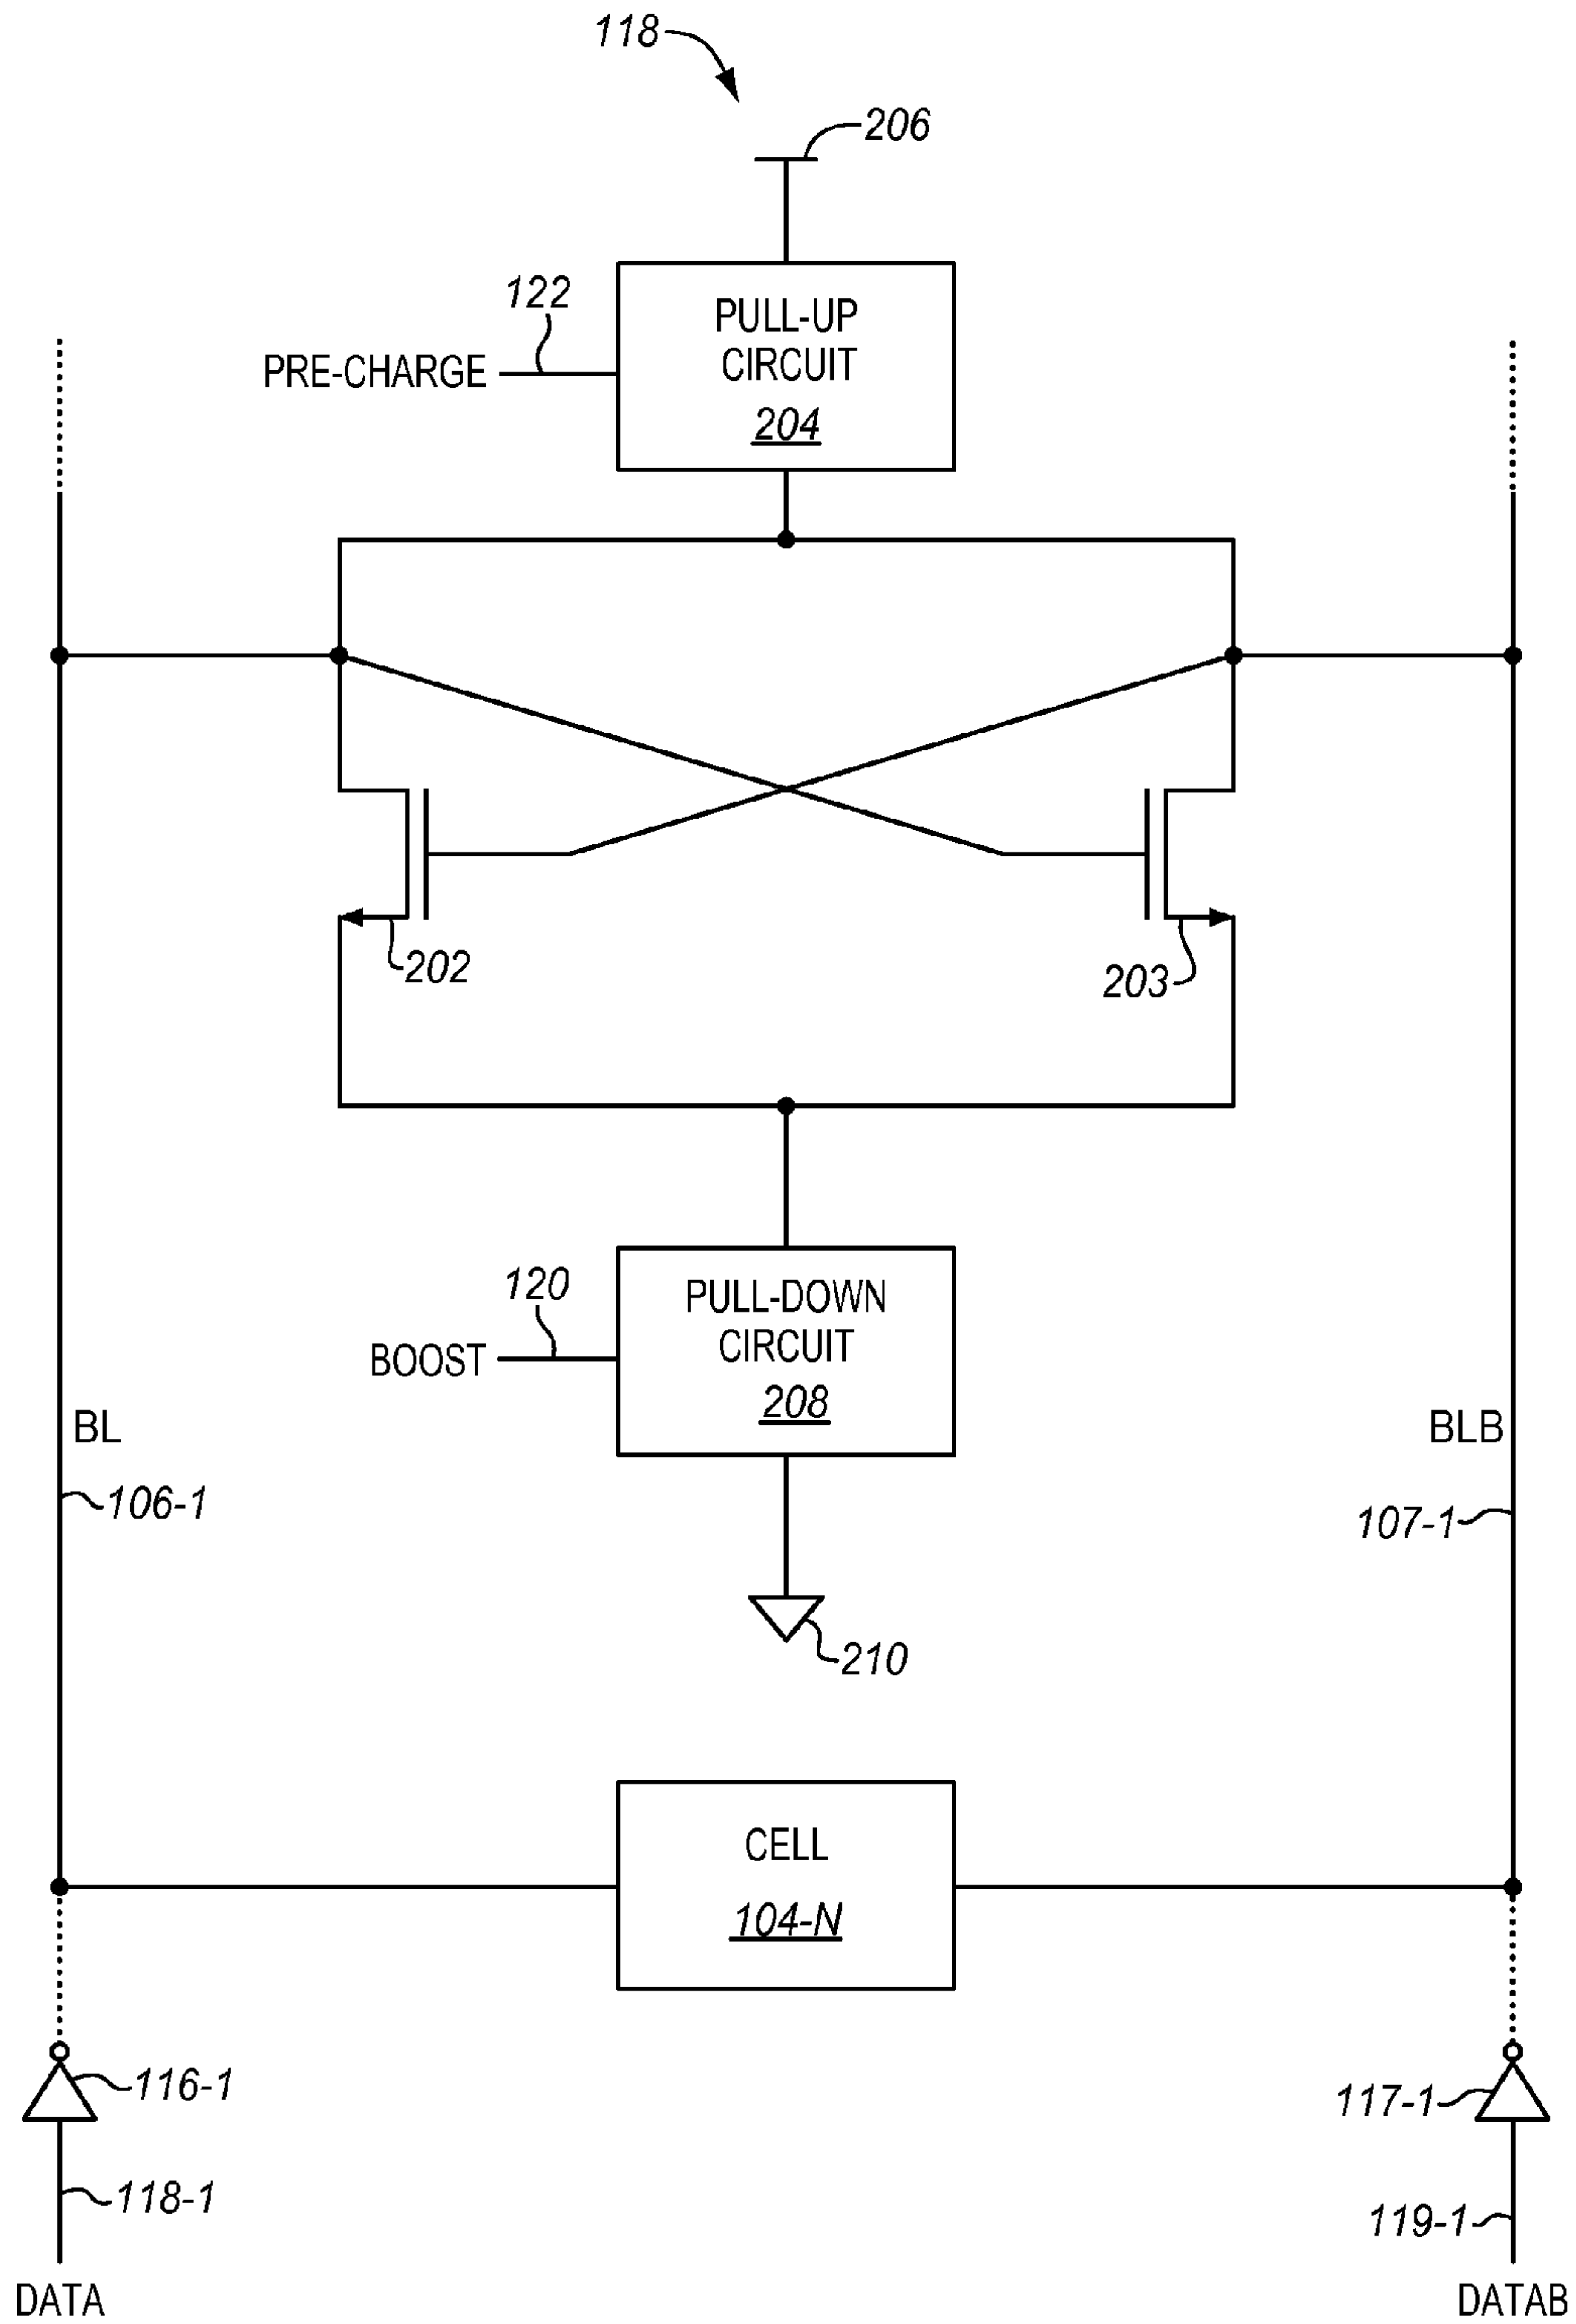 118
206
122
PULL-UP
CIRCUIT
204
PRE-CHARGE
202
203
120
PULL-DOWN
CIRCUIT
208
BOOST
BL
BLB
106-1
107-1
210
CELL
104-N
116-1
117-1
118-1
119-1
DATA
DATAB